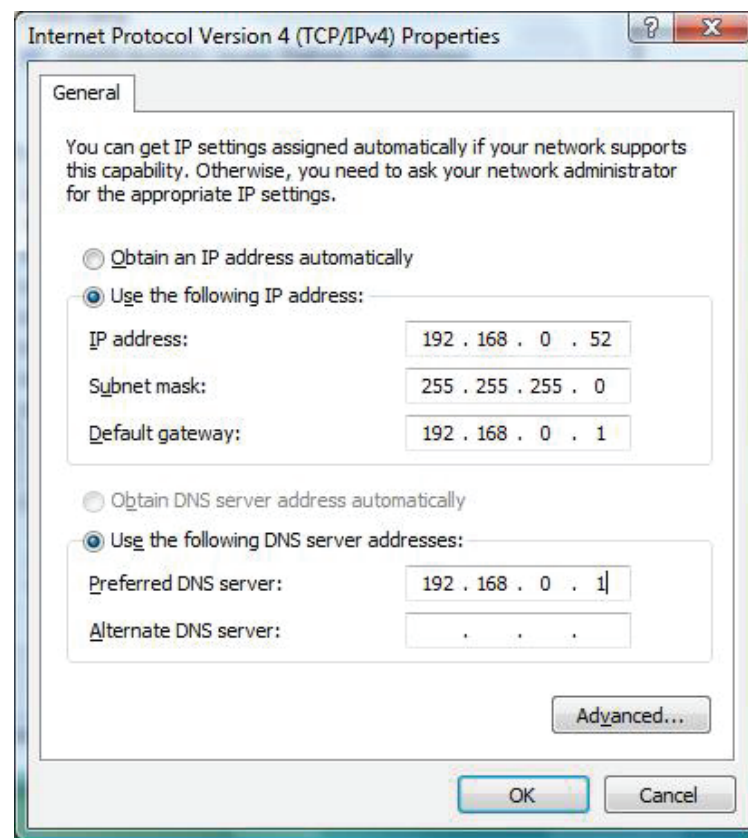 Internet Protocol Version 4 (TCP/IPv4) Properties
General
You can get IP settings assigned automatically if your network supports
this capability. Otherwise, you need to ask your network administrator
for the appropriate IP settings.
Obtain an IP address automatically
Use the following IP address:
IP address: 192 . 168 . 0 . 52
Subnet mask: 255 . 255 . 255 . 0
Default gateway: 192 . 168 . 0 . 1
Obtain DNS server address automatically
Use the following DNS server addresses:
Preferred DNS server: 192 . 168 . 0 . 1
Alternate DNS server: . . .
Advanced...
OK Cancel